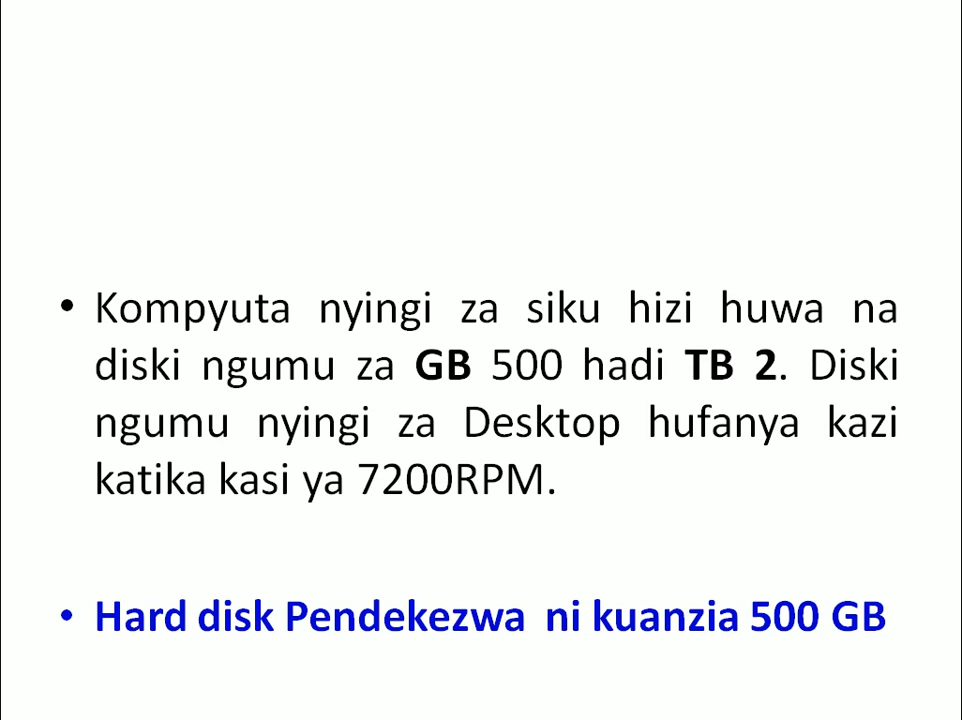 • Kompyuta nyingi za siku hizi huwa na
diski ngumu za GB 500 hadi TB 2. Diski
ngumu nyingi za Desktop hufanya kazi
katika kasi ya 7200RPM.
• Hard disk Pendekezwa ni kuanzia 500 GB